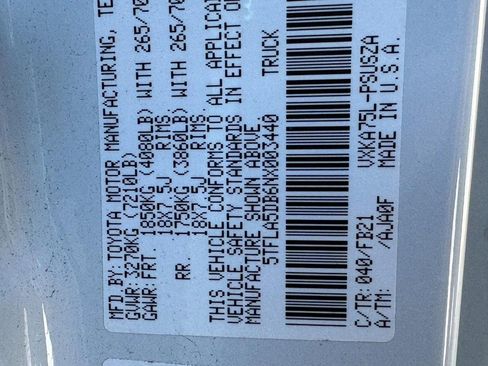 MFD.BY:TOYOTA MOTOR MANUFACTURING, TE
GVWR:3270KG (7210LB)
GAWR: FRT 1850KG (4080LB) WITH 265/70
18X7.5J RIMS
RR. 1750KG (3860LB) WITH 265/70
18X7.5J RIMS
THIS VEHICLE CONFORMS TO ALL APPLICA
VEHICLE SAFETY STANDARDS IN EFFECT O
MANUFACTURE SHOWN ABOVE.
5TFLA5DB6NX003440 TRUCK
C/TR:040/FB21 VXKA75L-PSUSZA
A/TM: /AJA0F MADE IN U.S.A.